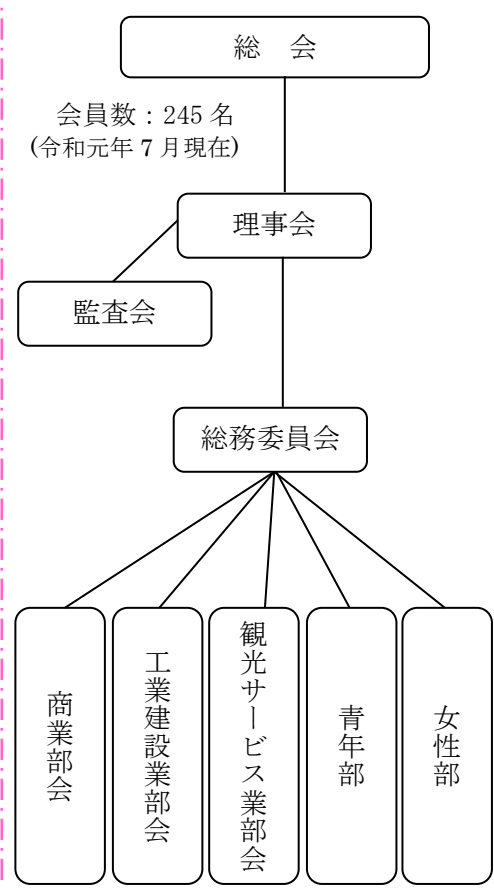 総　会
会員数：245 名
(令和元年 7 月現在)
理事会
監査会
総務委員会
商業部会
工業建設業部会
観光サービス業部会
青年部
女性部